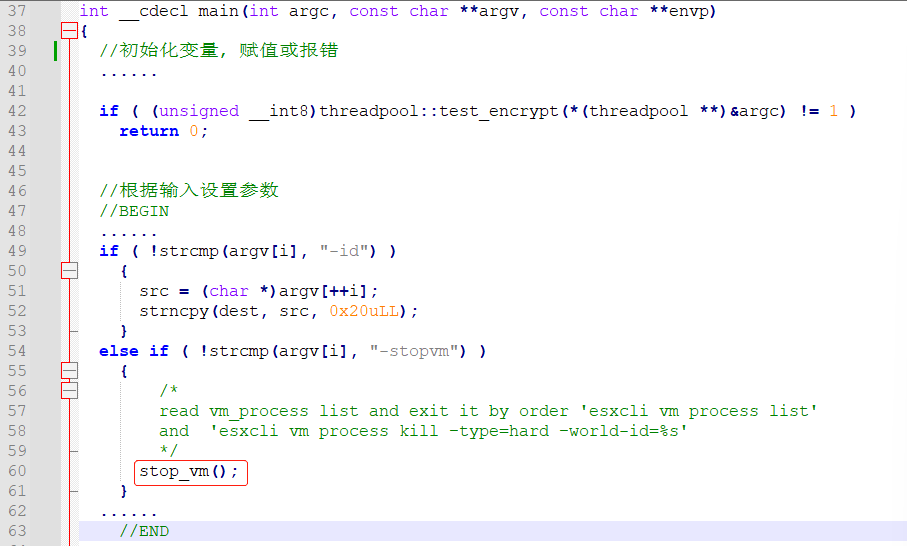 37 int __cdecl main(int argc, const char **argv, const char **envp)
38 {
39 //初始化变量, 赋值或报错
40 ......
41
42 if ( (unsigned __int8)threadpool::test_encrypt(*(threadpool **)&argc) != 1 )
43 return 0;
44
45
46 //根据输入设置参数
47 //BEGIN
48 ......
49 if ( !strcmp(argv[i], "-id") )
50 {
51 src = (char *)argv[++i];
52 strncpy(dest, src, 0x20uLL);
53 }
54 else if ( !strcmp(argv[i], "-stopvm") )
55 {
56 /*
57 read vm_process list and exit it by order 'esxcli vm process list'
58 and  'esxcli vm process kill -type=hard -world-id=%s'
59 */
60 stop_vm();
61 }
62 ......
63 //END